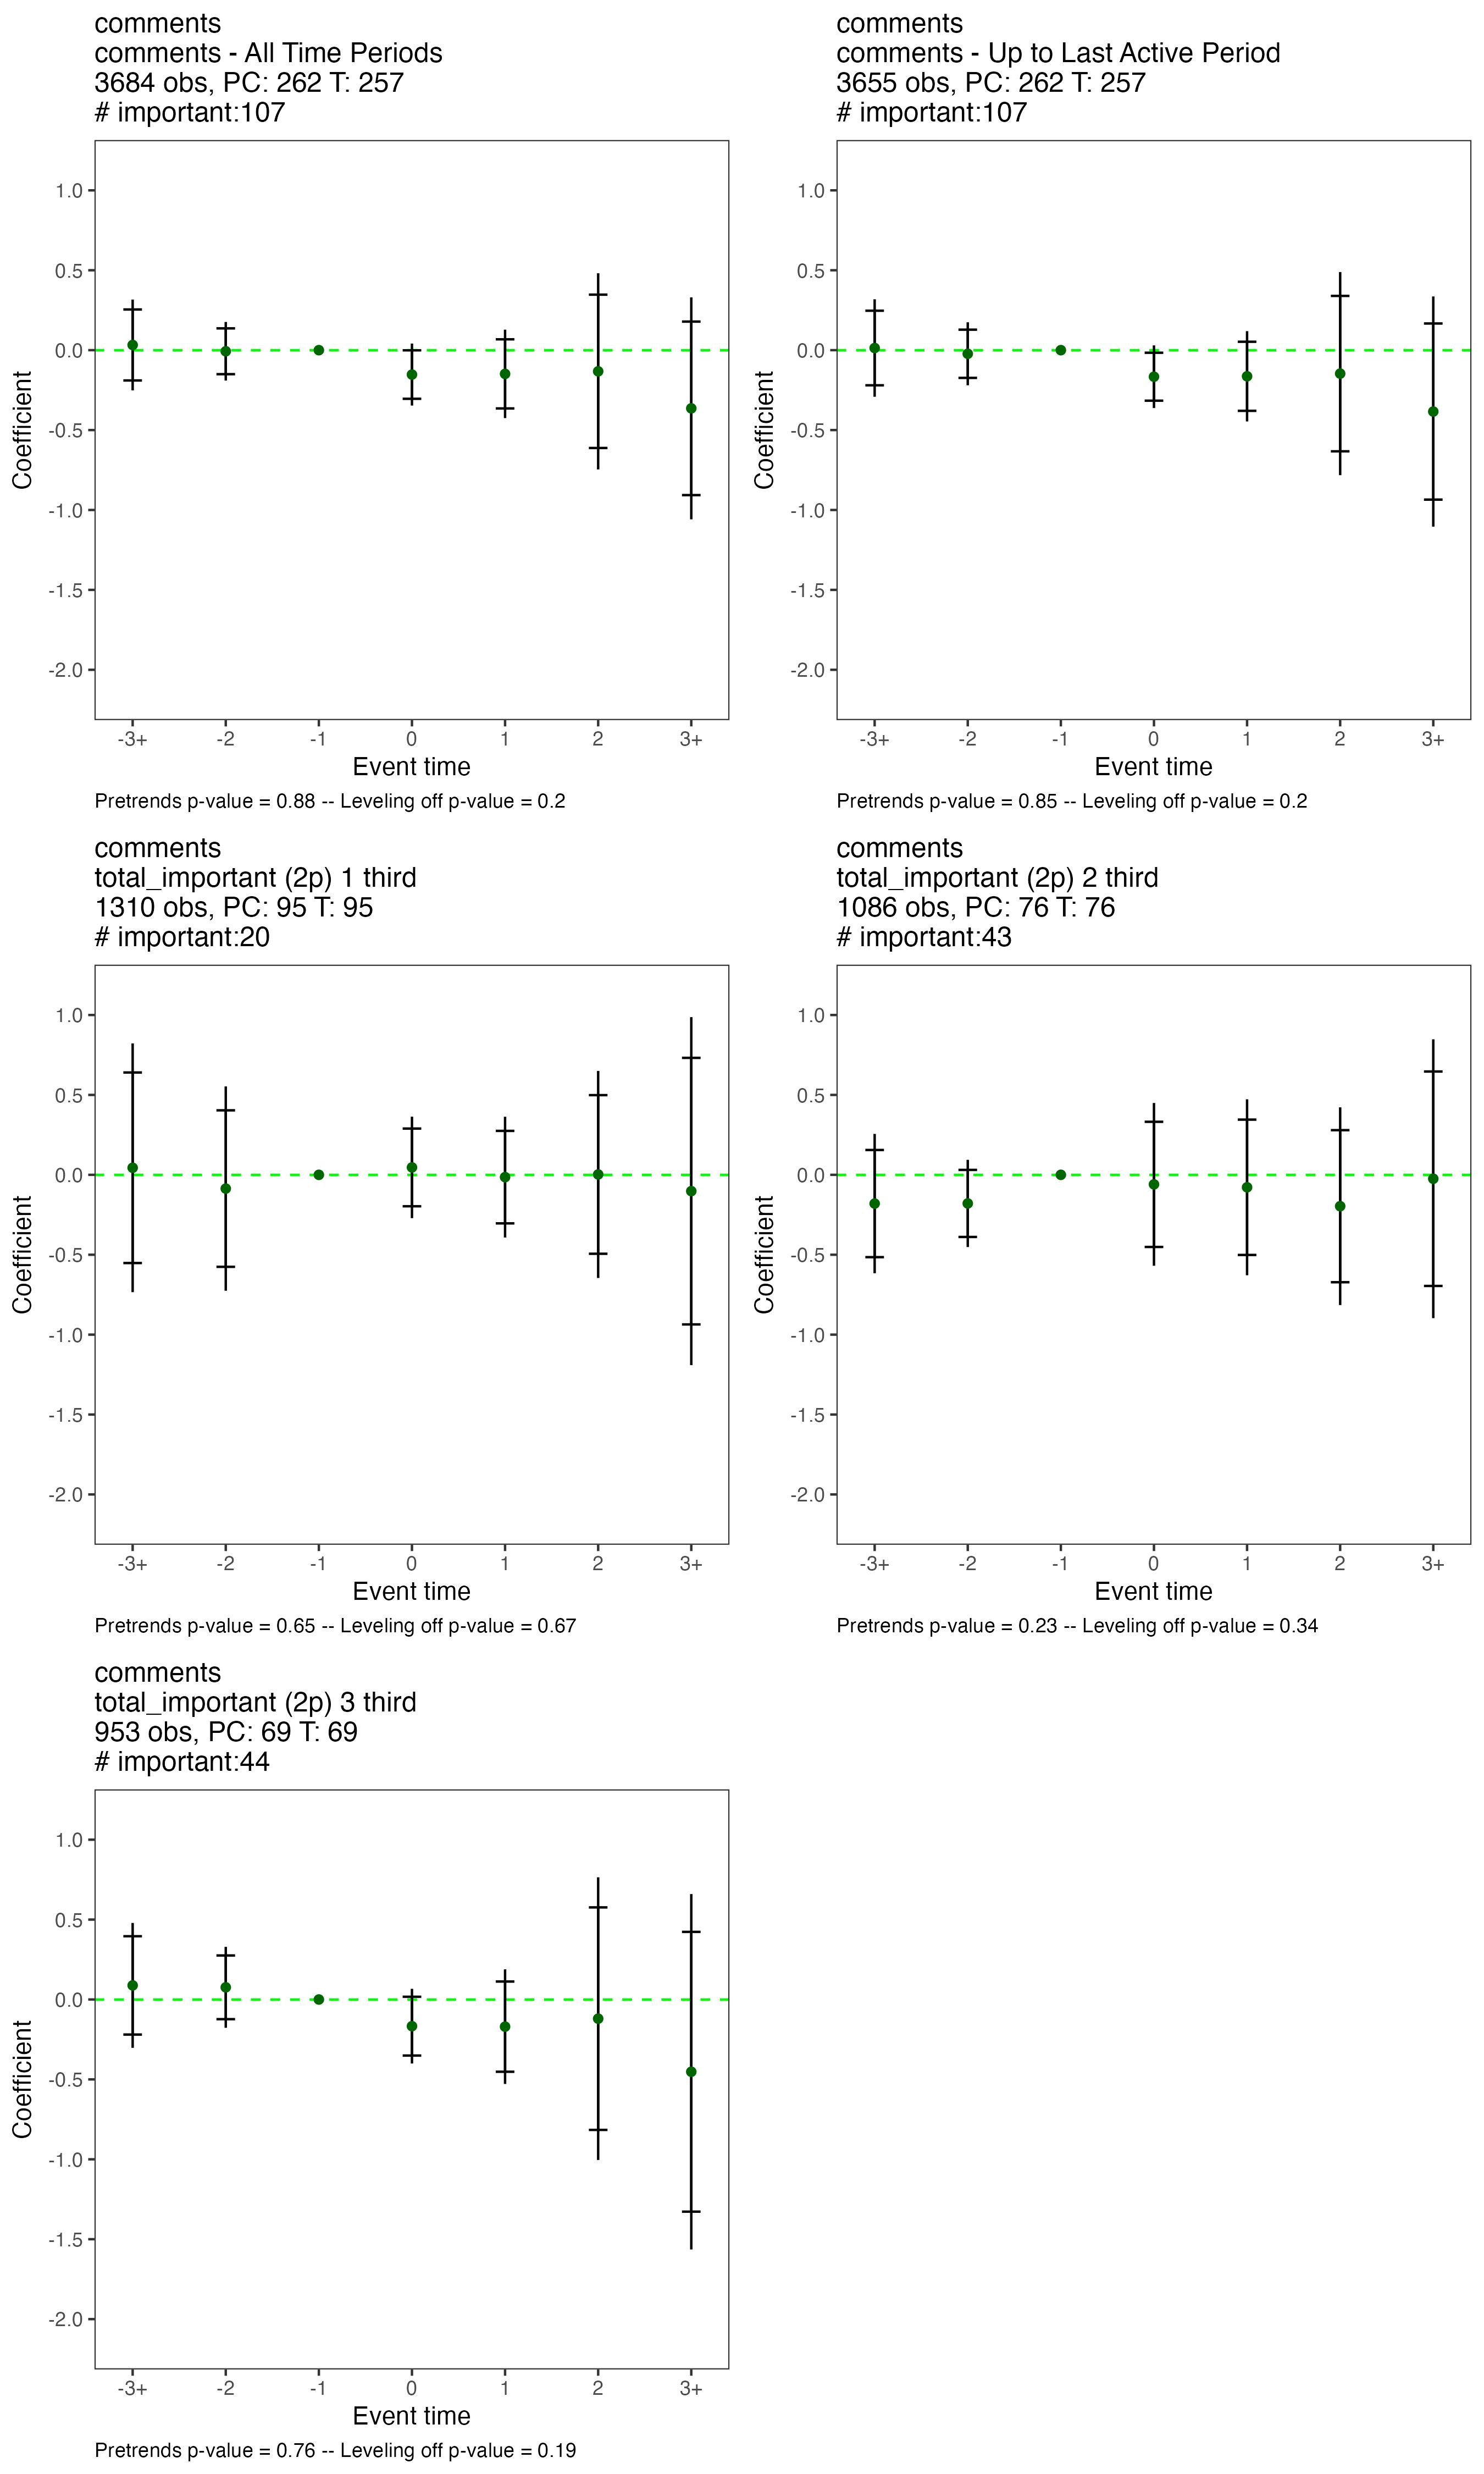 comments
comments - All Time Periods
3684 obs, PC: 262 T: 257
# important:107
1.0
0.5
0.0
-0.5
-1.0
-1.5
-2.0
Coefficient
-3+ -2 -1 0 1 2 3+
Event time
Pretrends p-value = 0.88 -- Leveling off p-value = 0.2
comments
comments - Up to Last Active Period
3655 obs, PC: 262 T: 257
# important:107
1.0
0.5
0.0
-0.5
-1.0
-1.5
-2.0
Coefficient
-3+ -2 -1 0 1 2 3+
Event time
Pretrends p-value = 0.85 -- Leveling off p-value = 0.2
comments
total_important (2p) 1 third
1310 obs, PC: 95 T: 95
# important:20
1.0
0.5
0.0
-0.5
-1.0
-1.5
-2.0
Coefficient
-3+ -2 -1 0 1 2 3+
Event time
Pretrends p-value = 0.65 -- Leveling off p-value = 0.67
comments
total_important (2p) 2 third
1086 obs, PC: 76 T: 76
# important:43
1.0
0.5
0.0
-0.5
-1.0
-1.5
-2.0
Coefficient
-3+ -2 -1 0 1 2 3+
Event time
Pretrends p-value = 0.23 -- Leveling off p-value = 0.34
comments
total_important (2p) 3 third
953 obs, PC: 69 T: 69
# important:44
1.0
0.5
0.0
-0.5
-1.0
-1.5
-2.0
Coefficient
-3+ -2 -1 0 1 2 3+
Event time
Pretrends p-value = 0.76 -- Leveling off p-value = 0.19